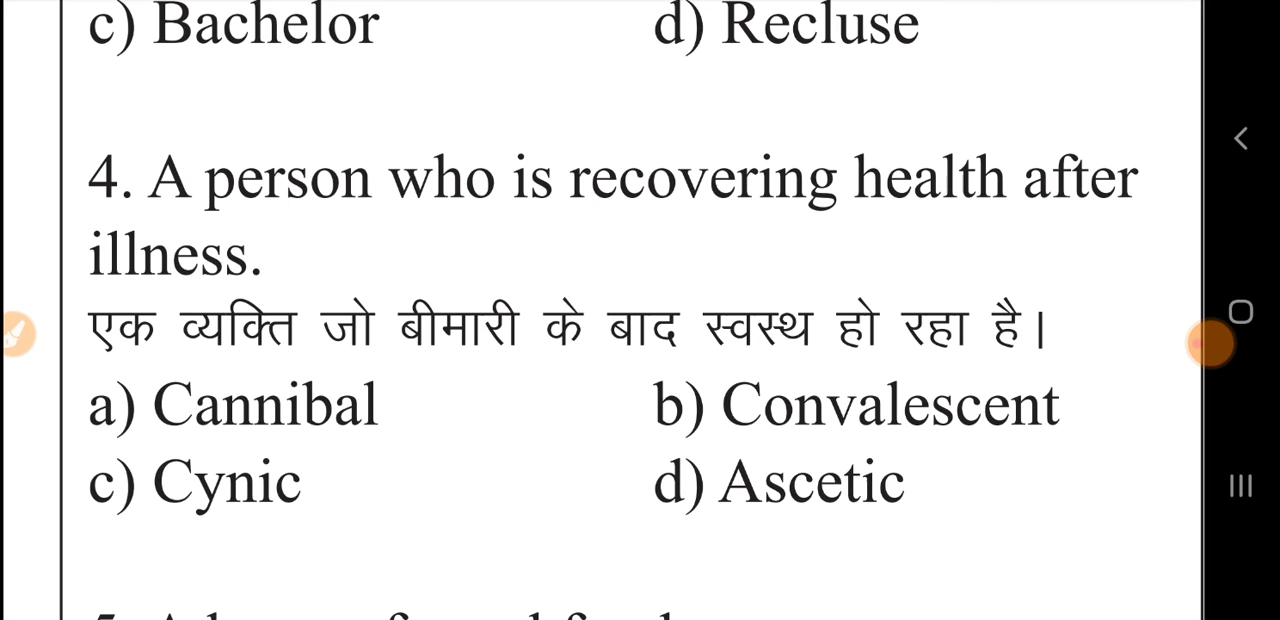 c) Bachelor d) Recluse
4. A person who is recovering health after
illness.
एक व्यक्ति जो बीमारी के बाद स्वस्थ हो रहा है।
a) Cannibal b) Convalescent
c) Cynic d) Ascetic